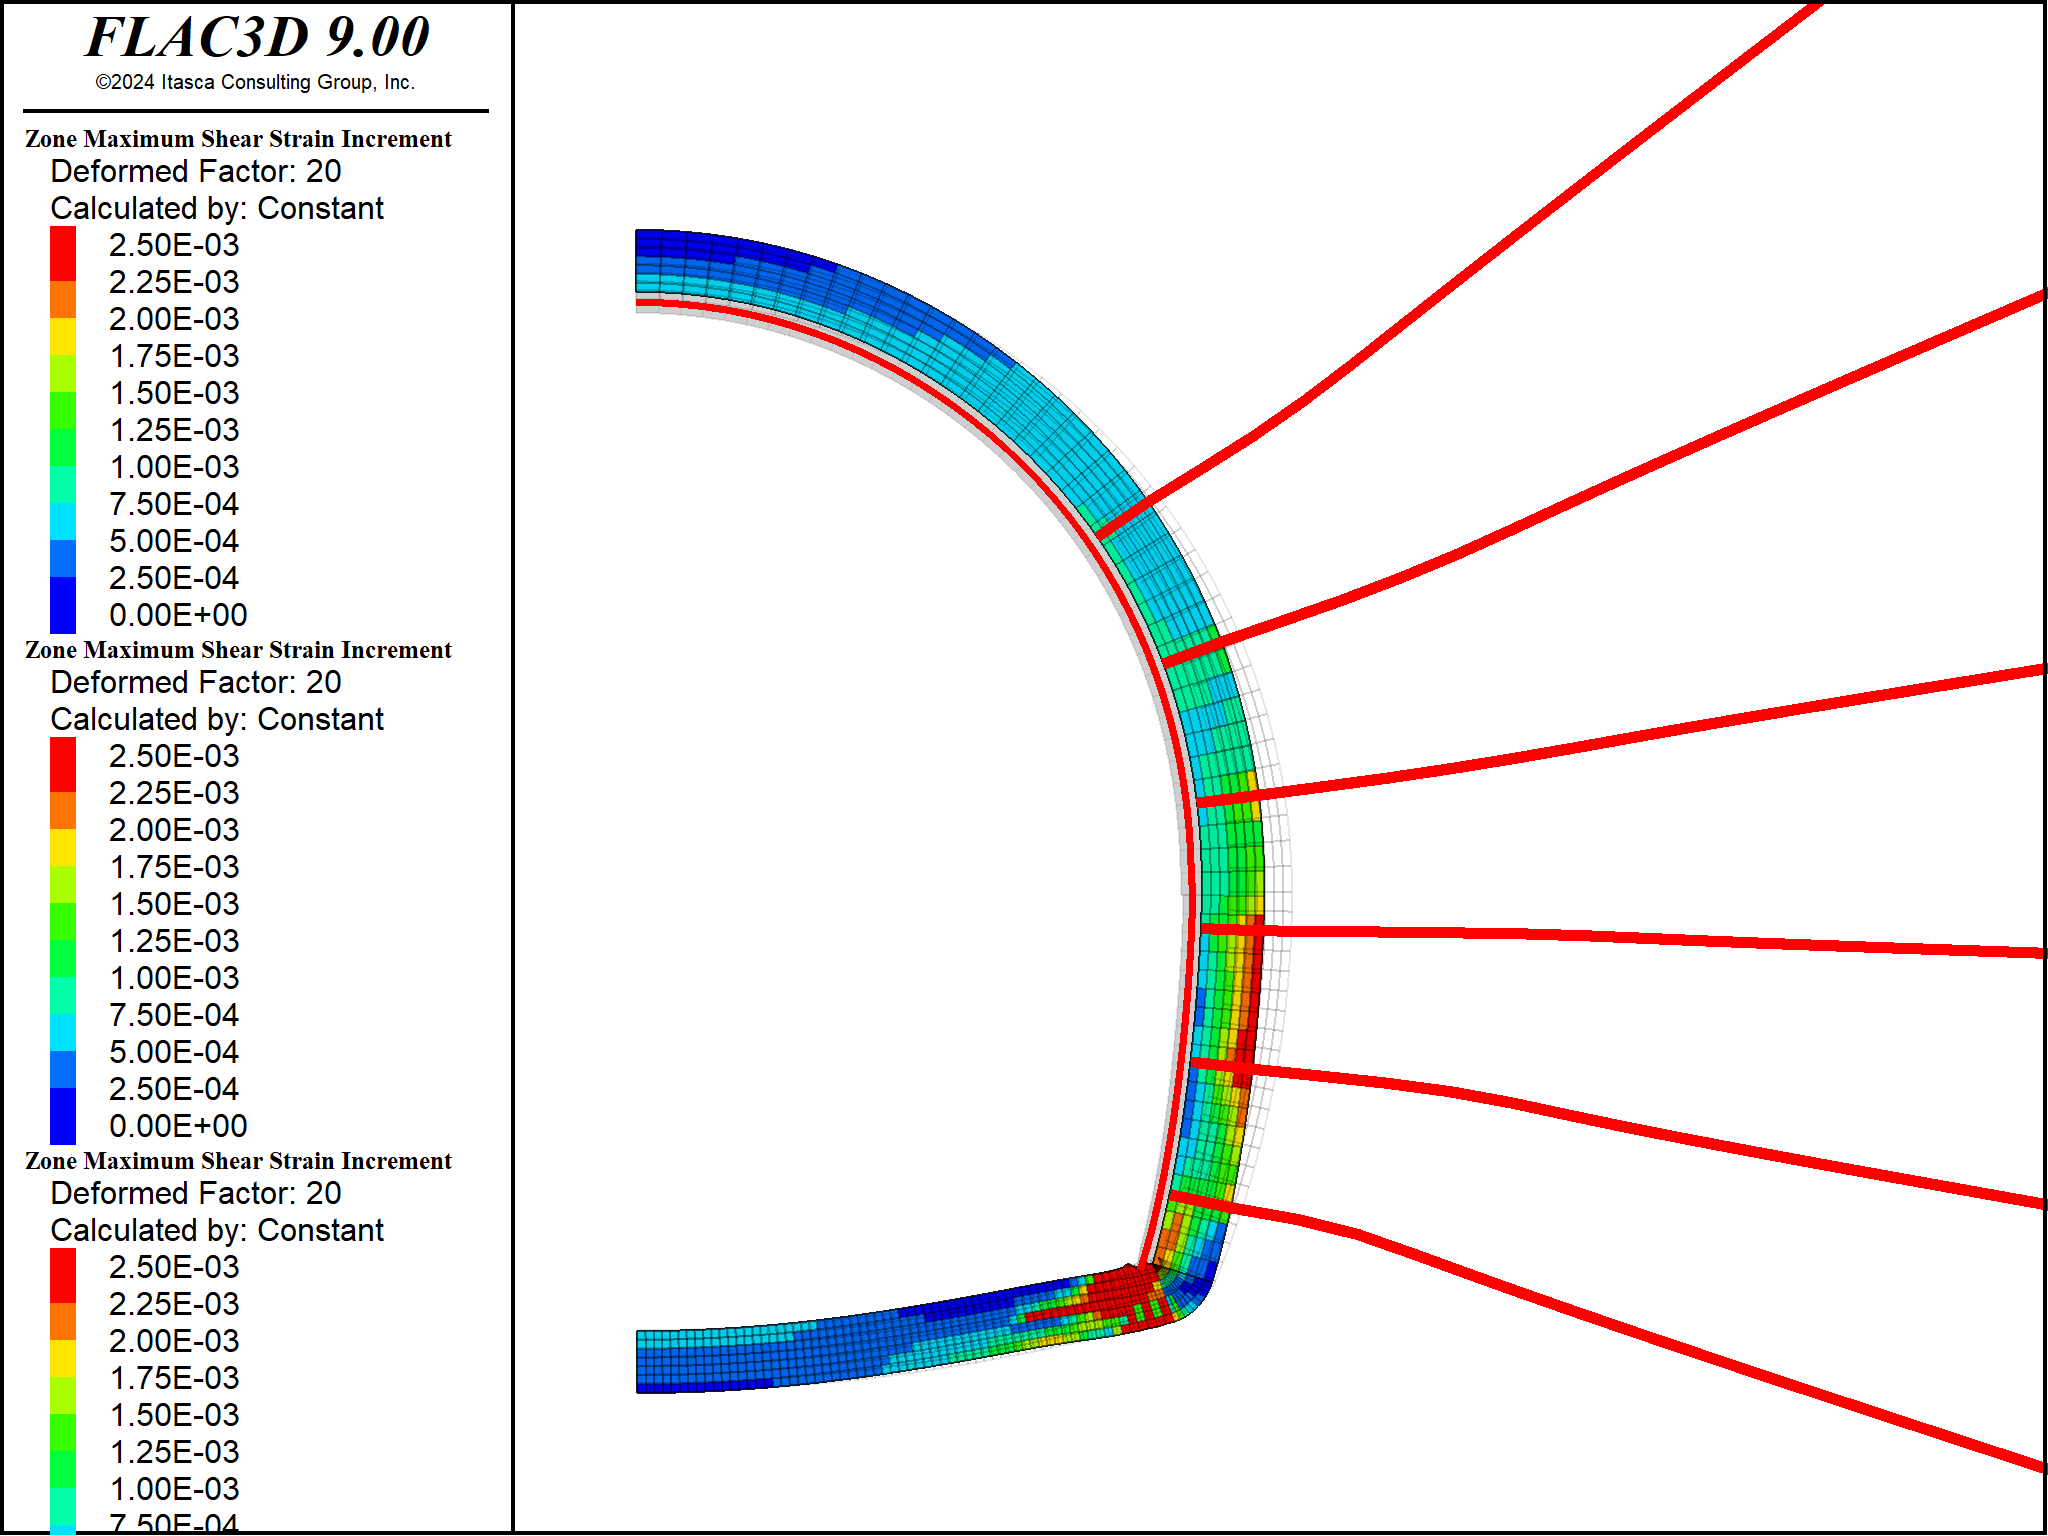 FLAC3D 9.00
©2024 Itasca Consulting Group, Inc.
Zone Maximum Shear Strain Increment
Deformed Factor: 20
Calculated by: Constant
2.50E-03
2.25E-03
2.00E-03
1.75E-03
1.50E-03
1.25E-03
1.00E-03
7.50E-04
5.00E-04
2.50E-04
0.00E+00
Zone Maximum Shear Strain Increment
Deformed Factor: 20
Calculated by: Constant
2.50E-03
2.25E-03
2.00E-03
1.75E-03
1.50E-03
1.25E-03
1.00E-03
7.50E-04
5.00E-04
2.50E-04
0.00E+00
Zone Maximum Shear Strain Increment
Deformed Factor: 20
Calculated by: Constant
2.50E-03
2.25E-03
2.00E-03
1.75E-03
1.50E-03
1.25E-03
1.00E-03
7.50E-04